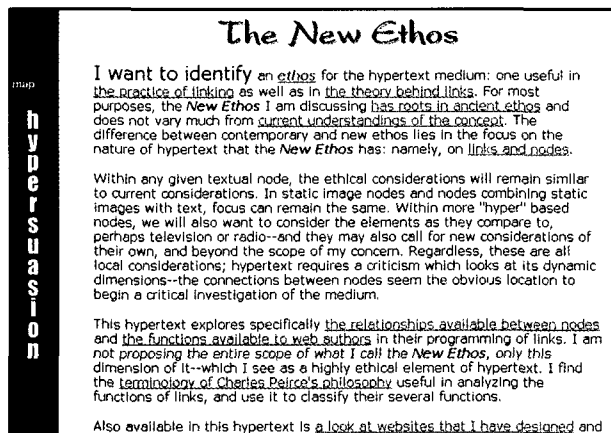 The New Ethos
map
hypersuasion
I want to identify an ethos for the hypertext medium: one useful in
the practice of linking as well as in the theory behind links. For most
purposes, the New Ethos I am discussing has roots in ancient ethos and
does not vary much from current understandings of the concept. The
difference between contemporary and new ethos lies in the focus on the
nature of hypertext that the New Ethos has: namely, on links and nodes.
Within any given textual node, the ethical considerations will remain similar
to current considerations. In static image nodes and nodes combining static
images with text, focus can remain the same. Within more "hyper" based
nodes, we will also want to consider the elements as they compare to,
perhaps television or radio--and they may also call for new considerations of
their own, and beyond the scope of my concern. Regardless, these are all
local considerations; hypertext requires a criticism which looks at its dynamic
dimensions--the connections between nodes seem the obvious location to
begin a critical investigation of the medium.
This hypertext explores specifically the relationships available between nodes
and the functions available to web authors in their programming of links. I am
not proposing the entire scope of what I call the New Ethos, only this
dimension of it--which I see as a highly ethical element of hypertext. I find
the terminology of Charles Peirce's philosophy useful in analyzing the
functions of links, and use it to classify their several functions.
Also available in this hypertext is a look at websites that I have designed and